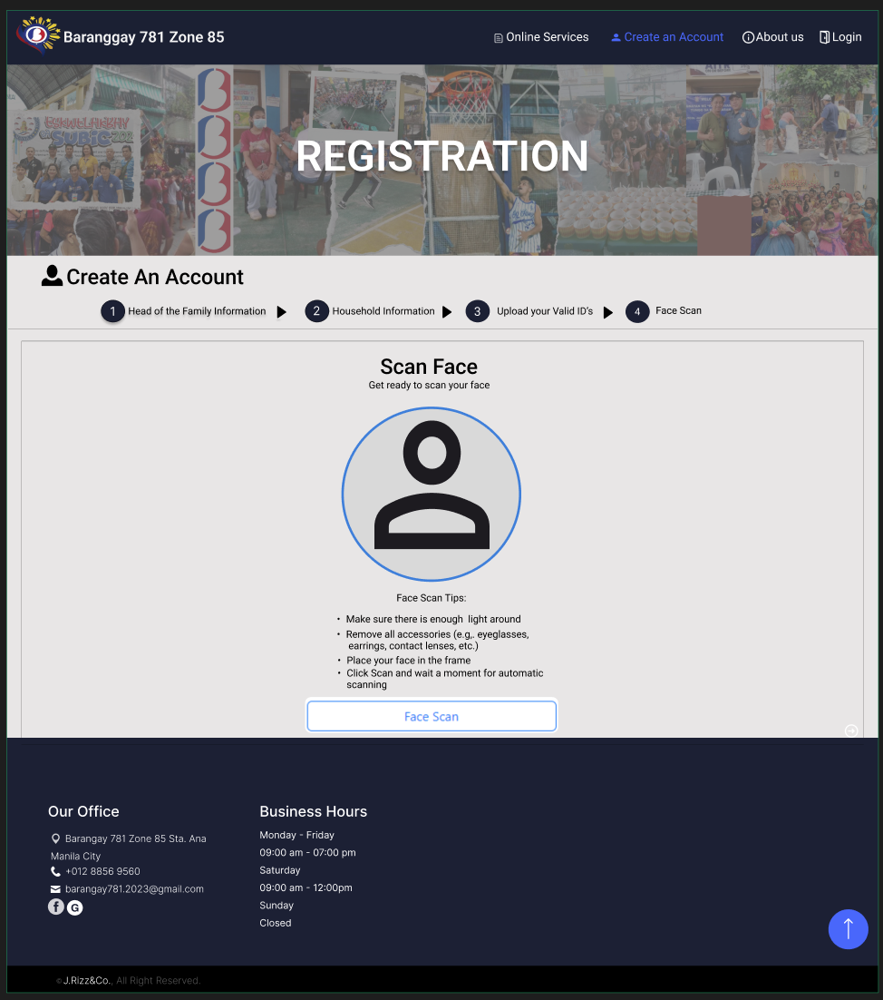 Baranggay 781 Zone 85
Online Services
Create an Account
About us
Login
ESKWELANGAY
SUBIC
REGISTRATION
Create An Account
1 Head of the Family Information
2 Household Information
3 Upload your Valid ID's
4 Face Scan
Scan Face
Get ready to scan your face
Face Scan Tips:
• Make sure there is enough light around
• Remove all accessories (e.g,. eyeglasses,
earrings, contact lenses, etc.)
• Place your face in the frame
• Click Scan and wait a moment for automatic
scanning
Face Scan
Our Office
Barangay 781 Zone 85 Sta. Ana
Manila City
+012 8856 9560
barangay781.2023@gmail.com
f G
Business Hours
Monday - Friday
09:00 am - 07:00 pm
Saturday
09:00 am - 12:00pm
Sunday
Closed
© J.Rizz&Co., All Right Reserved.